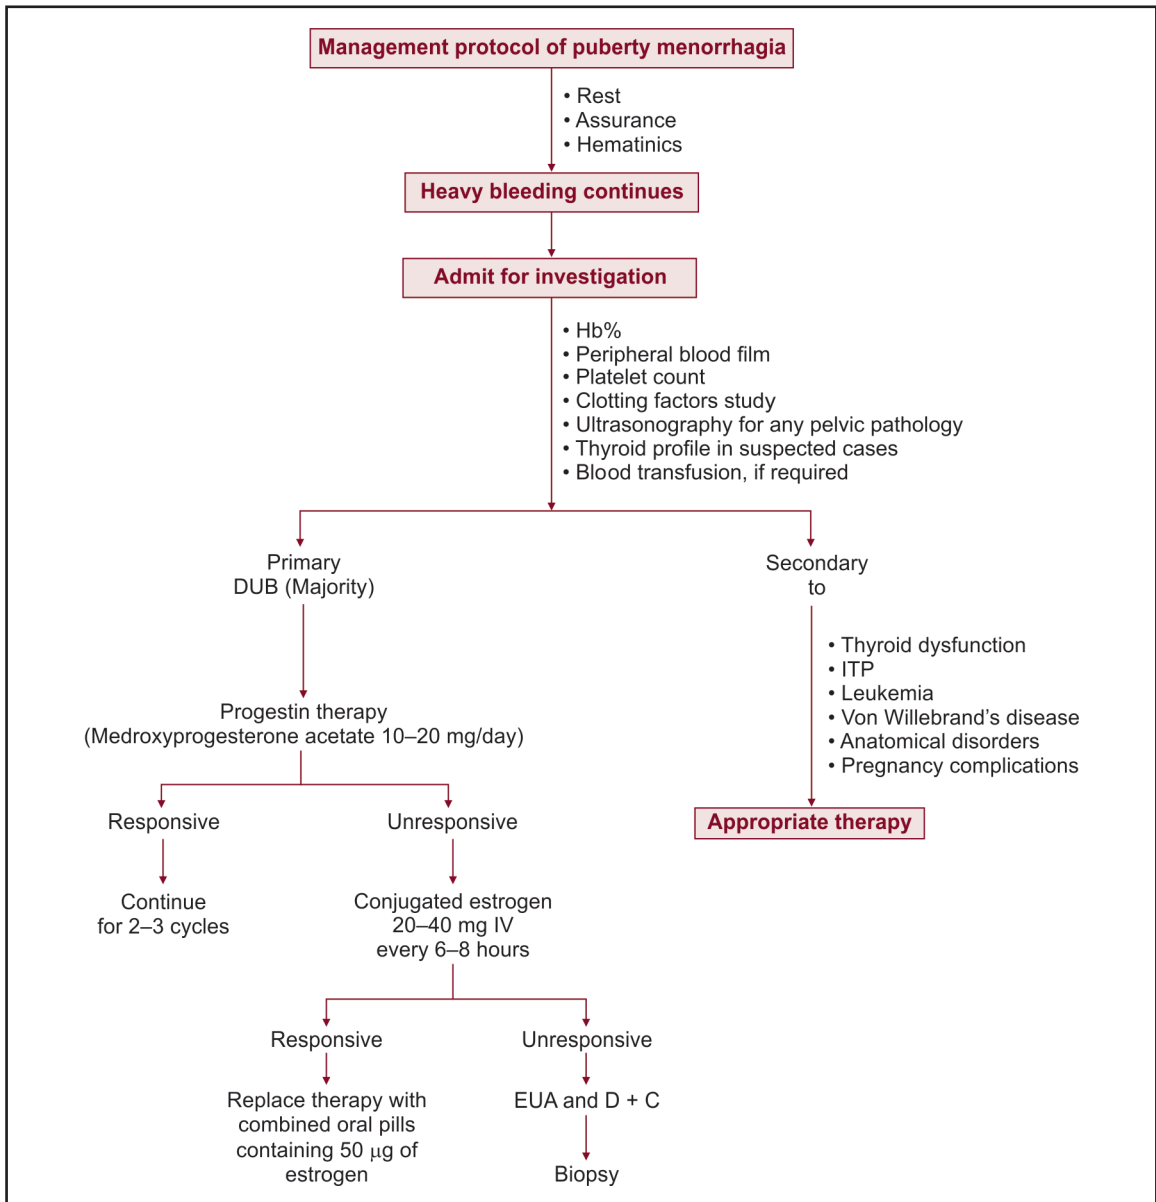 Management protocol of puberty menorrhagia
• Rest
• Assurance
• Hematinics
Heavy bleeding continues
Admit for investigation
• Hb%
• Peripheral blood film
• Platelet count
• Clotting factors study
• Ultrasonography for any pelvic pathology
• Thyroid profile in suspected cases
• Blood transfusion, if required
Primary
DUB (Majority)
Secondary
to
• Thyroid dysfunction
• ITP
• Leukemia
• Von Willebrand's disease
• Anatomical disorders
• Pregnancy complications
Appropriate therapy
Progestin therapy
(Medroxyprogesterone acetate 10–20 mg/day)
Responsive
Continue
for 2–3 cycles
Unresponsive
Conjugated estrogen
20–40 mg IV
every 6–8 hours
Responsive
Replace therapy with
combined oral pills
containing 50 μg of
estrogen
Unresponsive
EUA and D + C
Biopsy